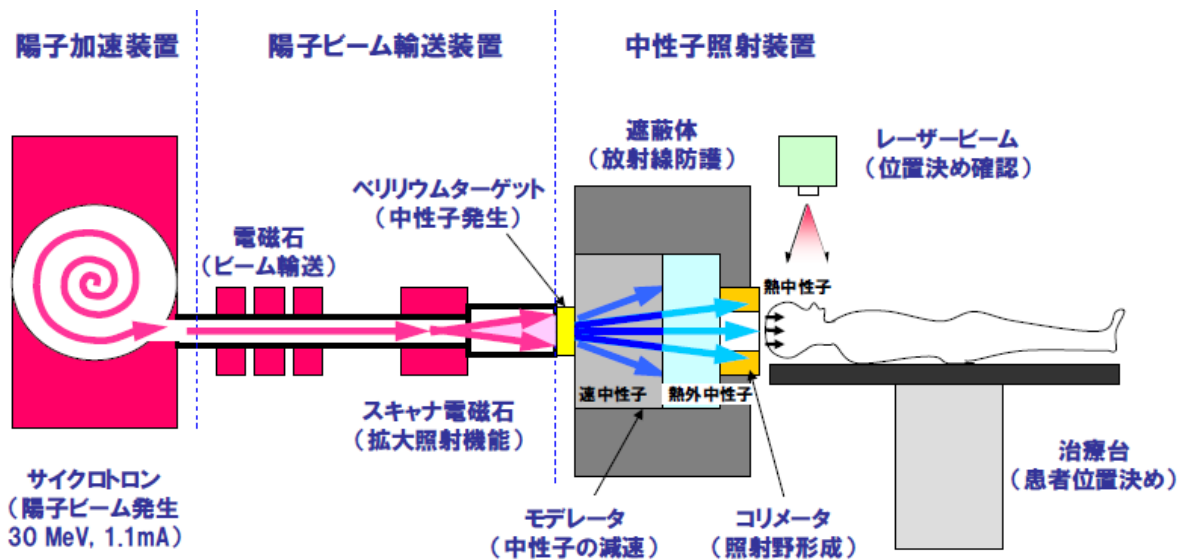 陽子加速装置
陽子ビーム輸送装置
中性子照射装置
遮蔽体
(放射線防護)
レーザービーム
(位置決め確認)
ベリリウムターゲット
(中性子発生)
電磁石
(ビーム輸送)
熱中性子
速中性子
熱外中性子
スキャナ電磁石
(拡大照射機能)
サイクロトロン
(陽子ビーム発生
30 MeV, 1.1mA)
モデレータ
(中性子の減速)
コリメータ
(照射野形成)
治療台
(患者位置決め)